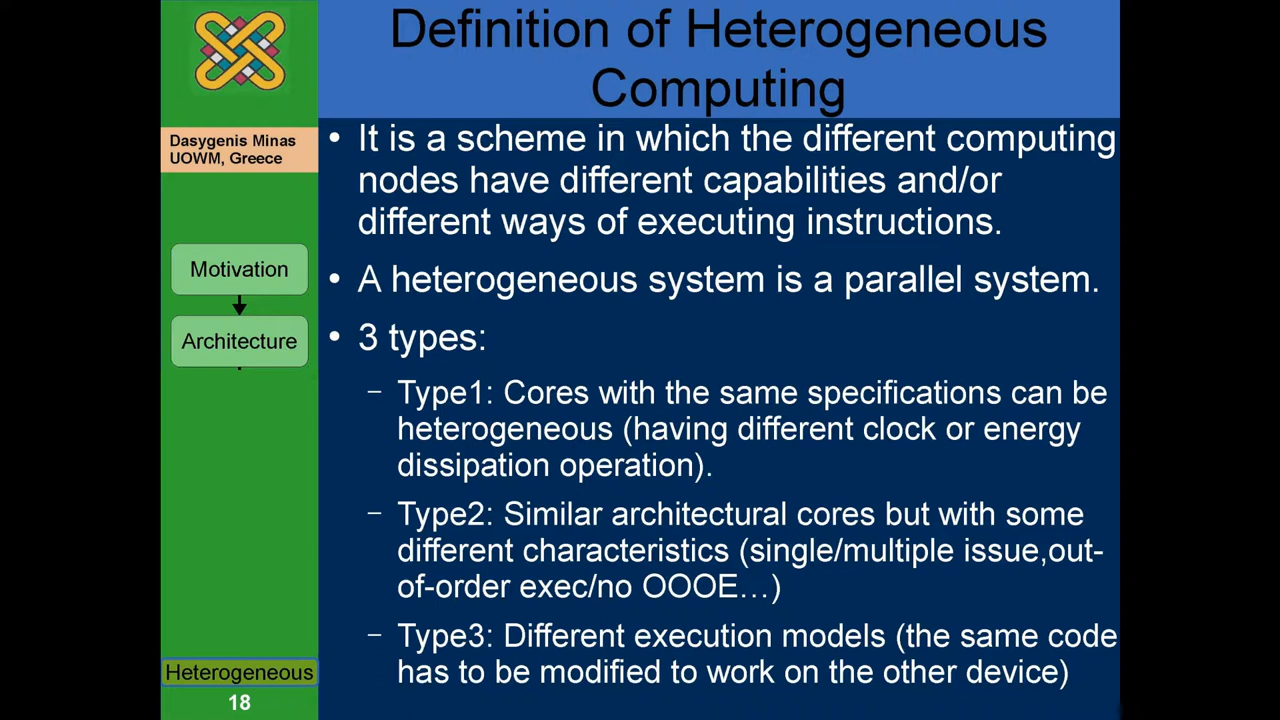 Definition of Heterogeneous
Computing
Dasygenis Minas
UOWM, Greece
Motivation
Architecture
Heterogeneous
18
• It is a scheme in which the different computing
nodes have different capabilities and/or
different ways of executing instructions.
• A heterogeneous system is a parallel system.
• 3 types:
– Type1: Cores with the same specifications can be
heterogeneous (having different clock or energy
dissipation operation).
– Type2: Similar architectural cores but with some
different characteristics (single/multiple issue,out-
of-order exec/no OOOE…)
– Type3: Different execution models (the same code
has to be modified to work on the other device)